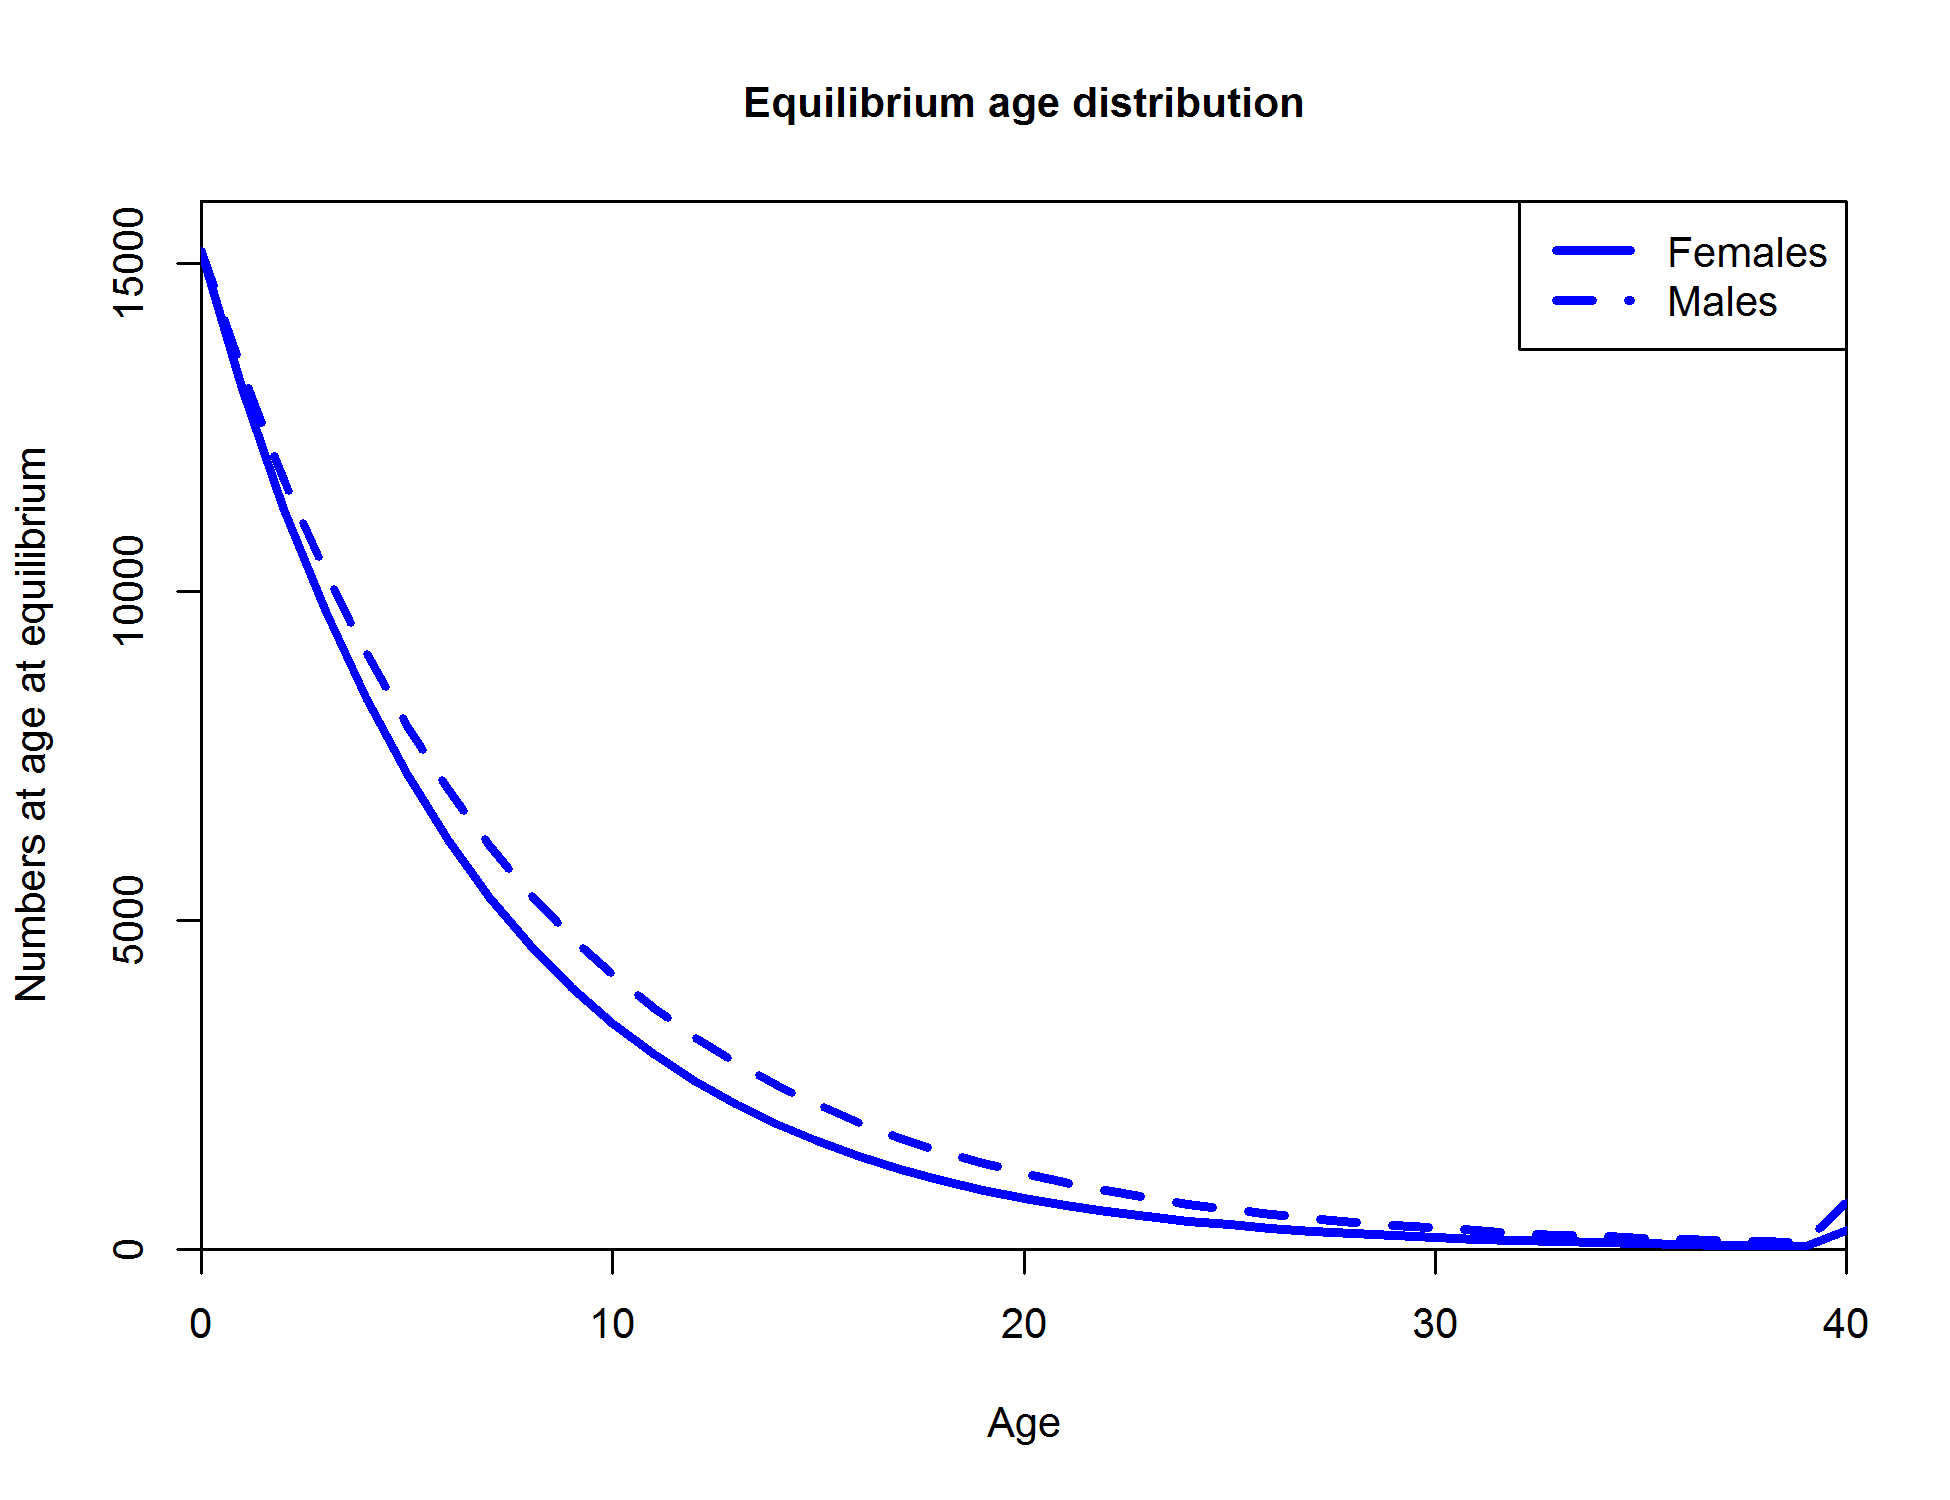 Equilibrium age distribution
Females
Males
Numbers at age at equilibrium
15000
10000
5000
0
0 10 20 30 40
Age